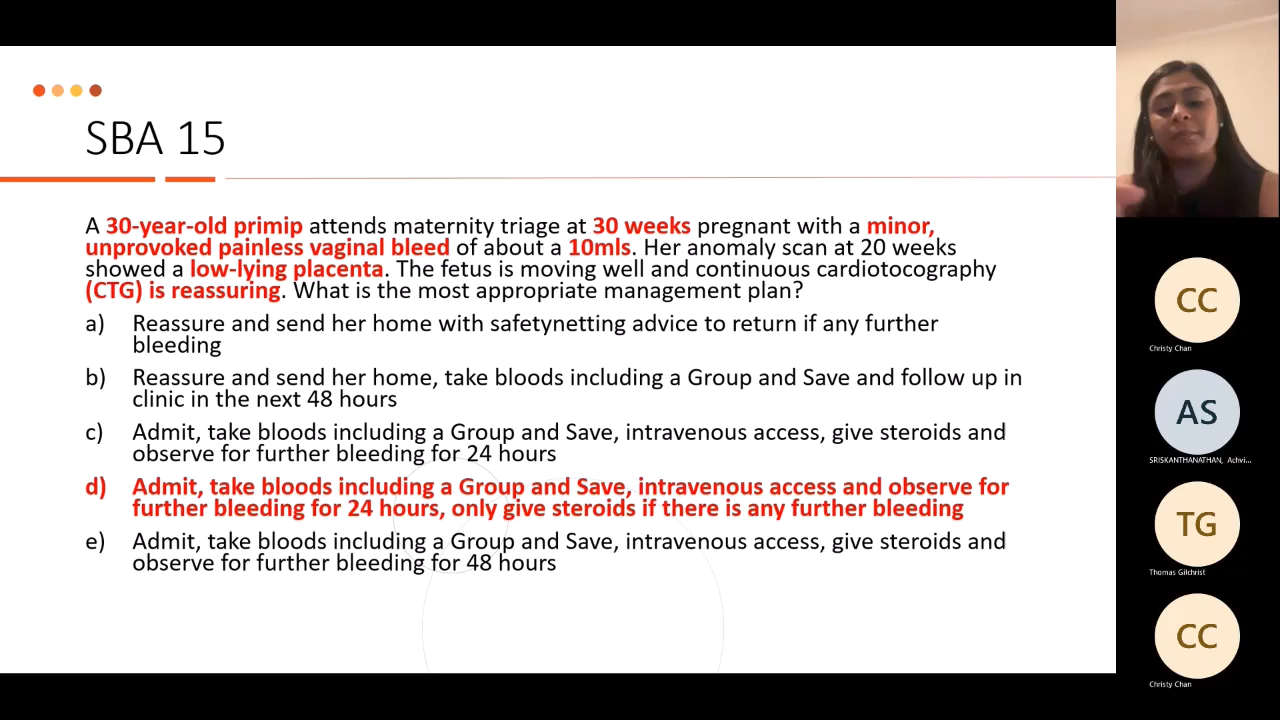 SBA 15
A 30-year-old primip attends maternity triage at 30 weeks pregnant with a minor,
unprovoked painless vaginal bleed of about a 10mls. Her anomaly scan at 20 weeks
showed a low-lying placenta. The fetus is moving well and continuous cardiotocography
(CTG) is reassuring. What is the most appropriate management plan?
a) Reassure and send her home with safetynetting advice to return if any further
bleeding
b) Reassure and send her home, take bloods including a Group and Save and follow up in
clinic in the next 48 hours
c) Admit, take bloods including a Group and Save, intravenous access, give steroids and
observe for further bleeding for 24 hours
d) Admit, take bloods including a Group and Save, intravenous access and observe for
further bleeding for 24 hours, only give steroids if there is any further bleeding
e) Admit, take bloods including a Group and Save, intravenous access, give steroids and
observe for further bleeding for 48 hours
CC
Christy Chan
AS
SRISKANTHANATHAN, Achvi...
TG
Thomas Gilchrist
CC
Christy Chan